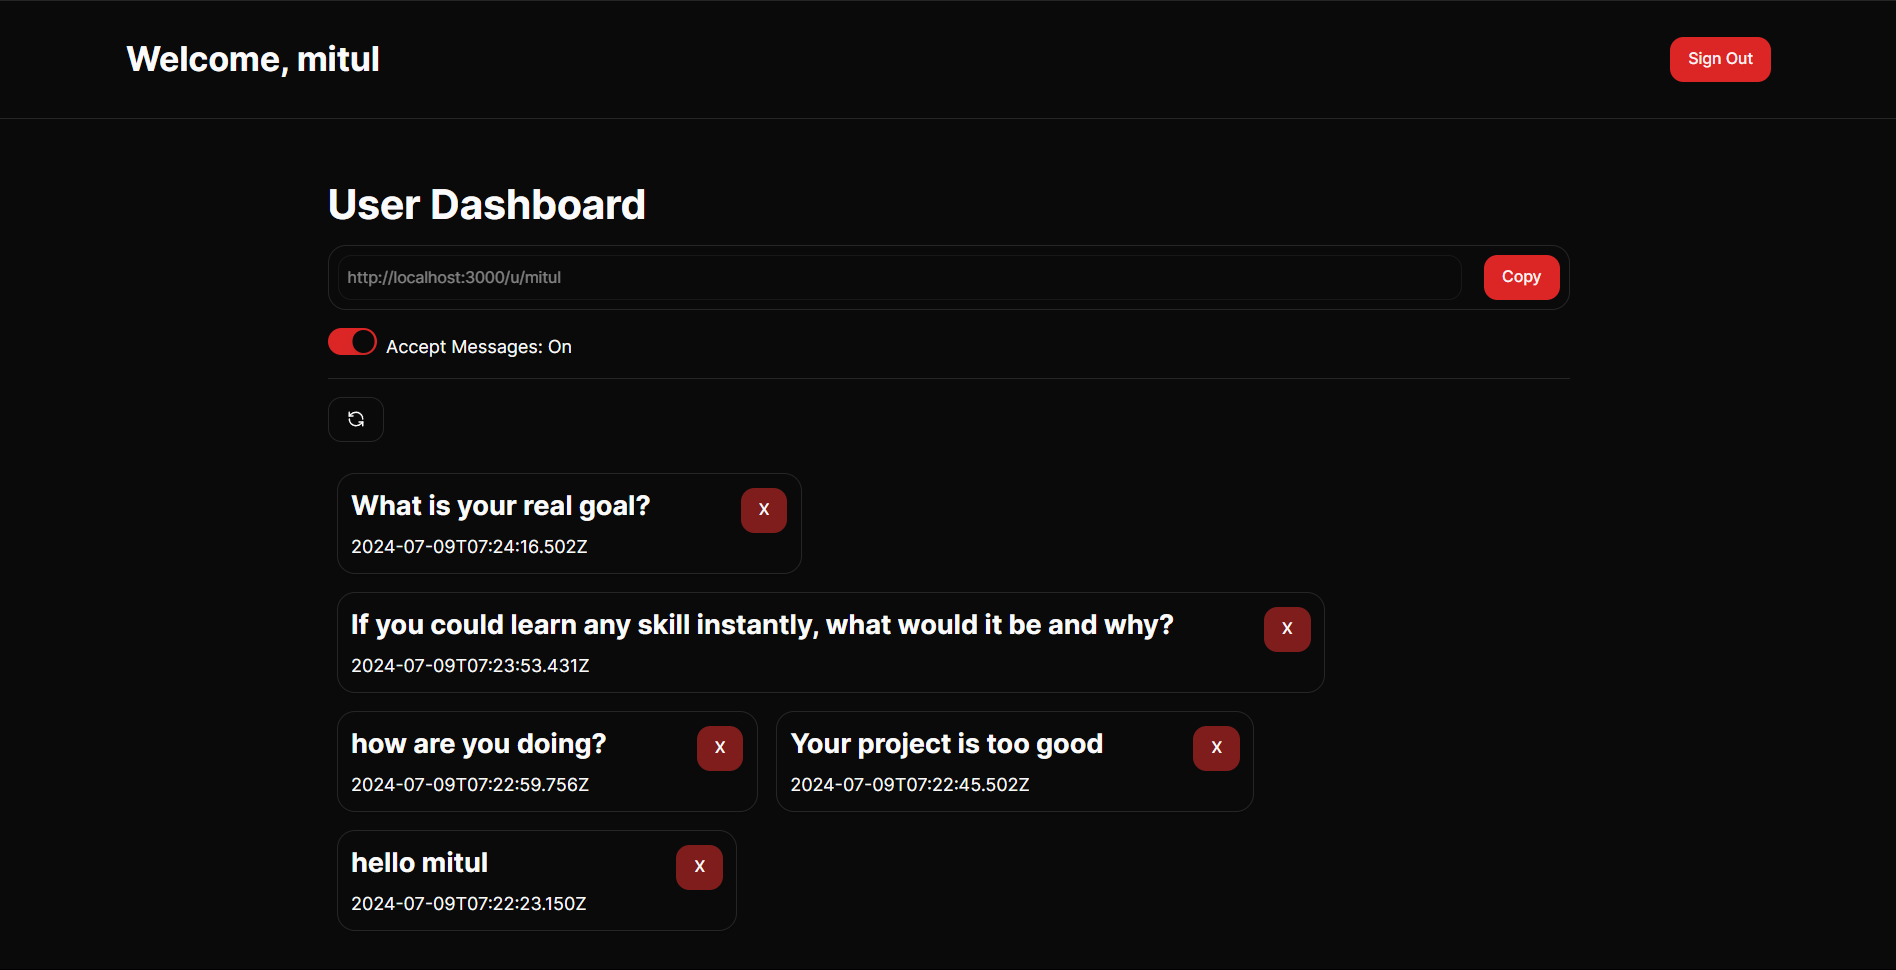 Welcome, mitul
Sign Out
User Dashboard
http://localhost:3000/u/mitul
Copy
Accept Messages: On
What is your real goal?
X
2024-07-09T07:24:16.502Z
If you could learn any skill instantly, what would it be and why?
X
2024-07-09T07:23:53.431Z
how are you doing?
X
2024-07-09T07:22:59.756Z
Your project is too good
X
2024-07-09T07:22:45.502Z
hello mitul
X
2024-07-09T07:22:23.150Z